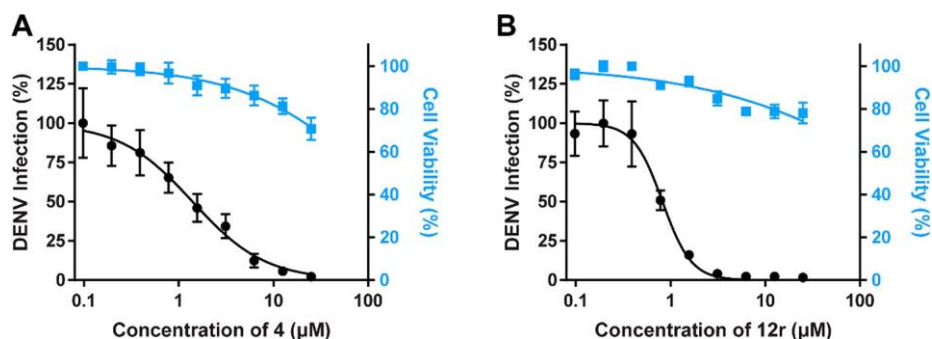 A
150
125
100
75
50
25
0
DENV Infection (%)
100
80
60
40
20
0
Cell Viability (%)
0.1 1 10 100
Concentration of 4 (µM)
B
150
125
100
75
50
25
0
DENV Infection (%)
100
80
60
40
20
0
Cell Viability (%)
0.1 1 10 100
Concentration of 12r (µM)